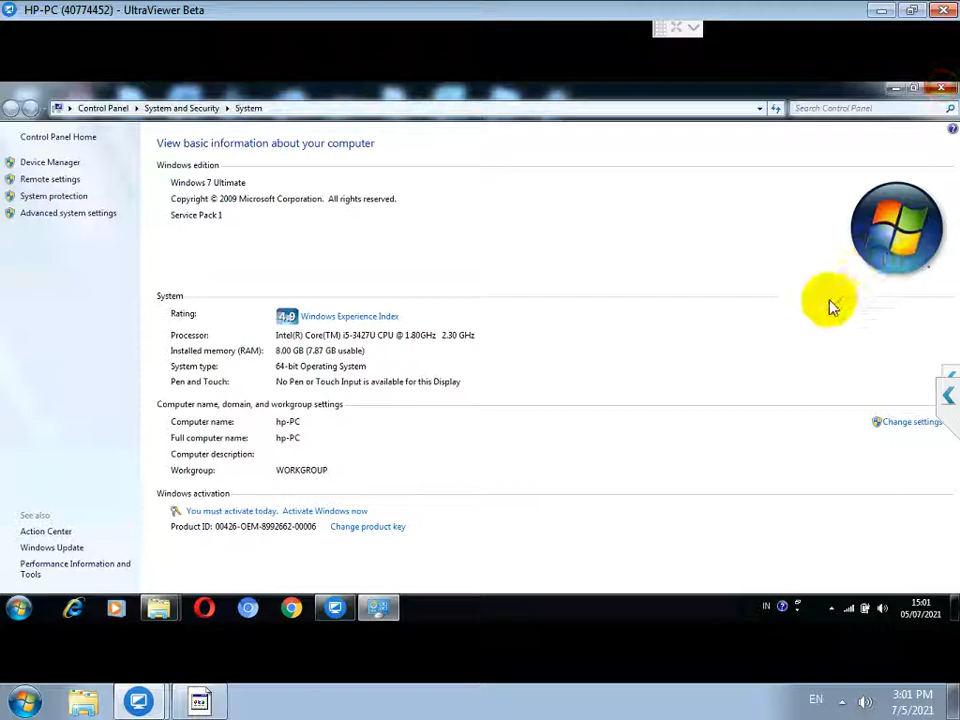 HP-PC (40774452) - UltraViewer Beta
Control Panel System and Security System
Search Control Panel
Control Panel Home
Device Manager
Remote settings
System protection
Advanced system settings
View basic information about your computer
Windows edition
Windows 7 Ultimate
Copyright © 2009 Microsoft Corporation. All rights reserved.
Service Pack 1
System
Rating: 4,9 Windows Experience Index
Processor: Intel(R) Core(TM) i5-3427U CPU @ 1.80GHz 2.30 GHz
Installed memory (RAM): 8.00 GB (7.87 GB usable)
System type: 64-bit Operating System
Pen and Touch: No Pen or Touch Input is available for this Display
Computer name, domain, and workgroup settings
Computer name: hp-PC
Change settings
Full computer name: hp-PC
Computer description:
Workgroup: WORKGROUP
Windows activation
You must activate today. Activate Windows now
Product ID: 00426-OEM-8992662-00006 Change product key
See also
Action Center
Windows Update
Performance Information and
Tools
IN
15:01
05/07/2021
EN
3:01 PM
7/5/2021